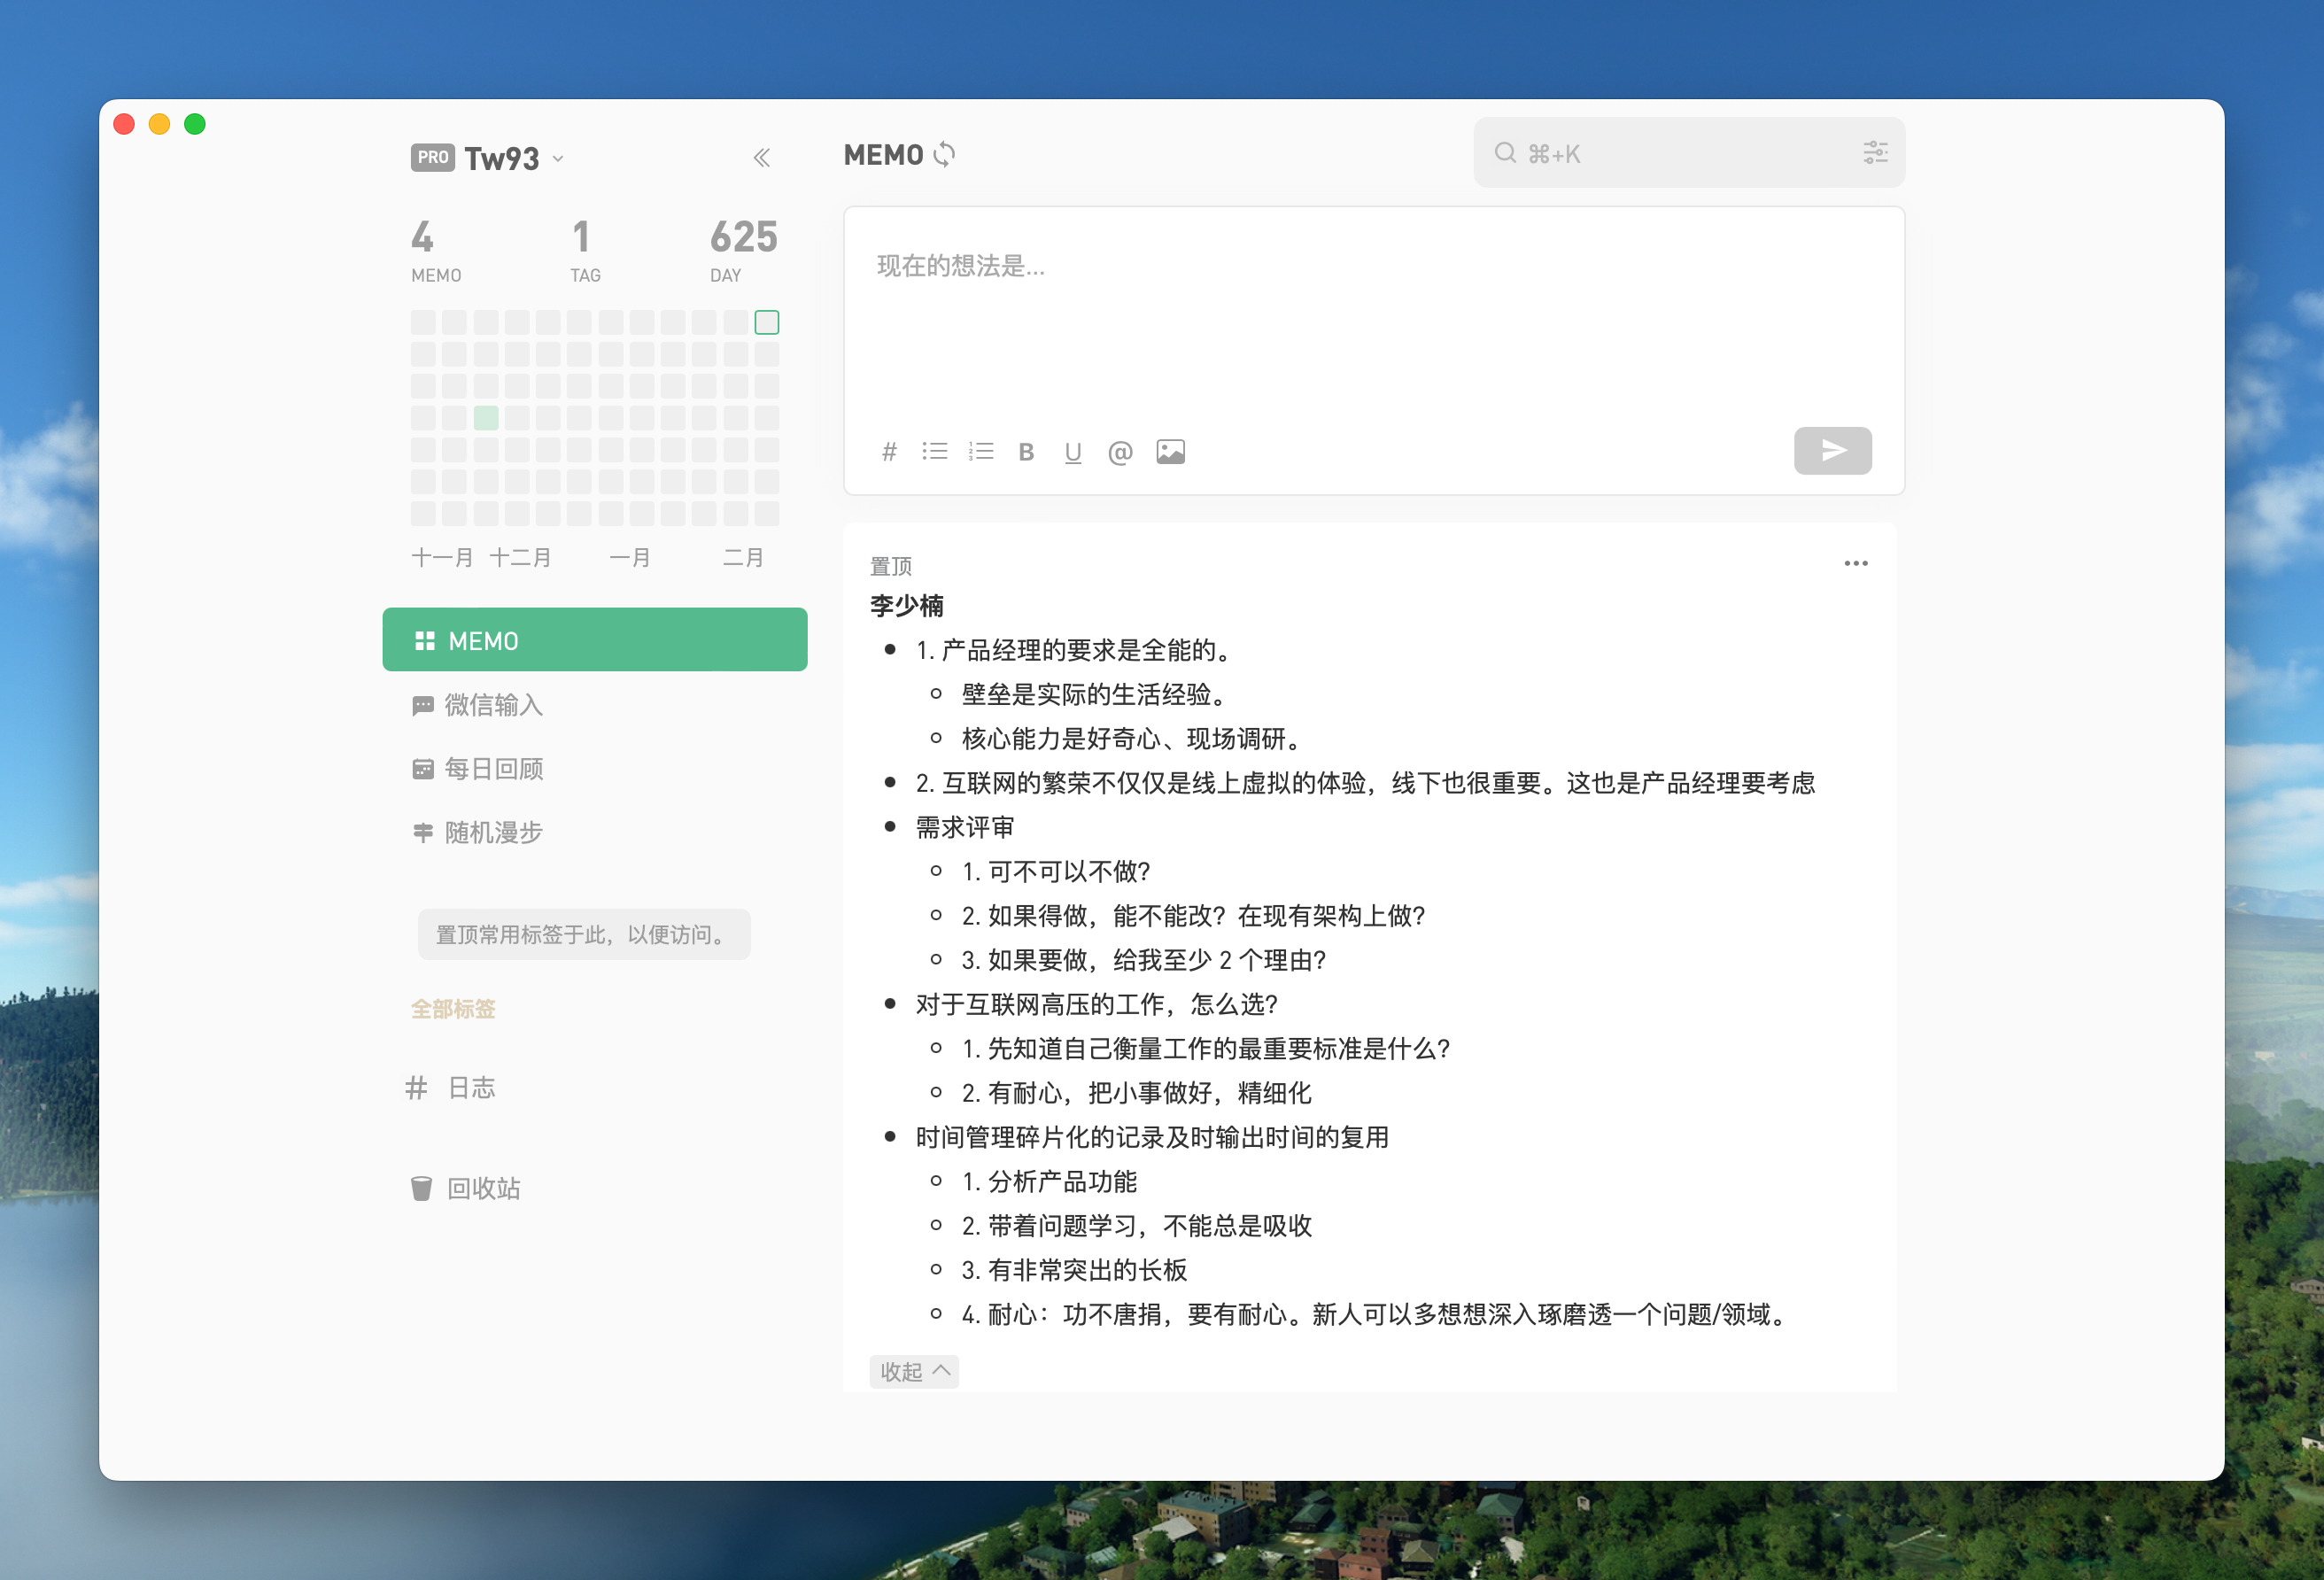 PRO Tw93
4
MEMO
1
TAG
625
DAY
十一月 十二月 一月 二月
MEMO
微信输入
每日回顾
随机漫步
置顶常用标签于此，以便访问。
全部标签
# 日志
回收站
MEMO
⌘+K
现在的想法是...
# B U @
置顶
李少楠
1. 产品经理的要求是全能的。
壁垒是实际的生活经验。
核心能力是好奇心、现场调研。
2. 互联网的繁荣不仅仅是线上虚拟的体验，线下也很重要。这也是产品经理要考虑
需求评审
1. 可不可以不做？
2. 如果得做，能不能改？在现有架构上做？
3. 如果要做，给我至少 2 个理由？
对于互联网高压的工作，怎么选？
1. 先知道自己衡量工作的最重要标准是什么？
2. 有耐心，把小事做好，精细化
时间管理碎片化的记录及时输出时间的复用
1. 分析产品功能
2. 带着问题学习，不能总是吸收
3. 有非常突出的长板
4. 耐心：功不唐捐，要有耐心。新人可以多想想深入琢磨透一个问题/领域。
收起